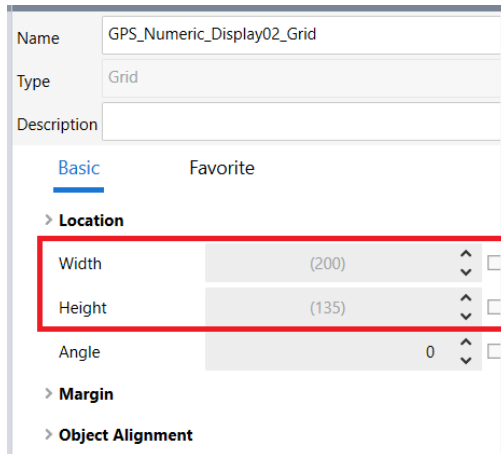 Name GPS_Numeric_Display02_Grid
Type Grid
Description
Basic Favorite
Location
Width (200)
Height (135)
Angle 0
Margin
Object Alignment